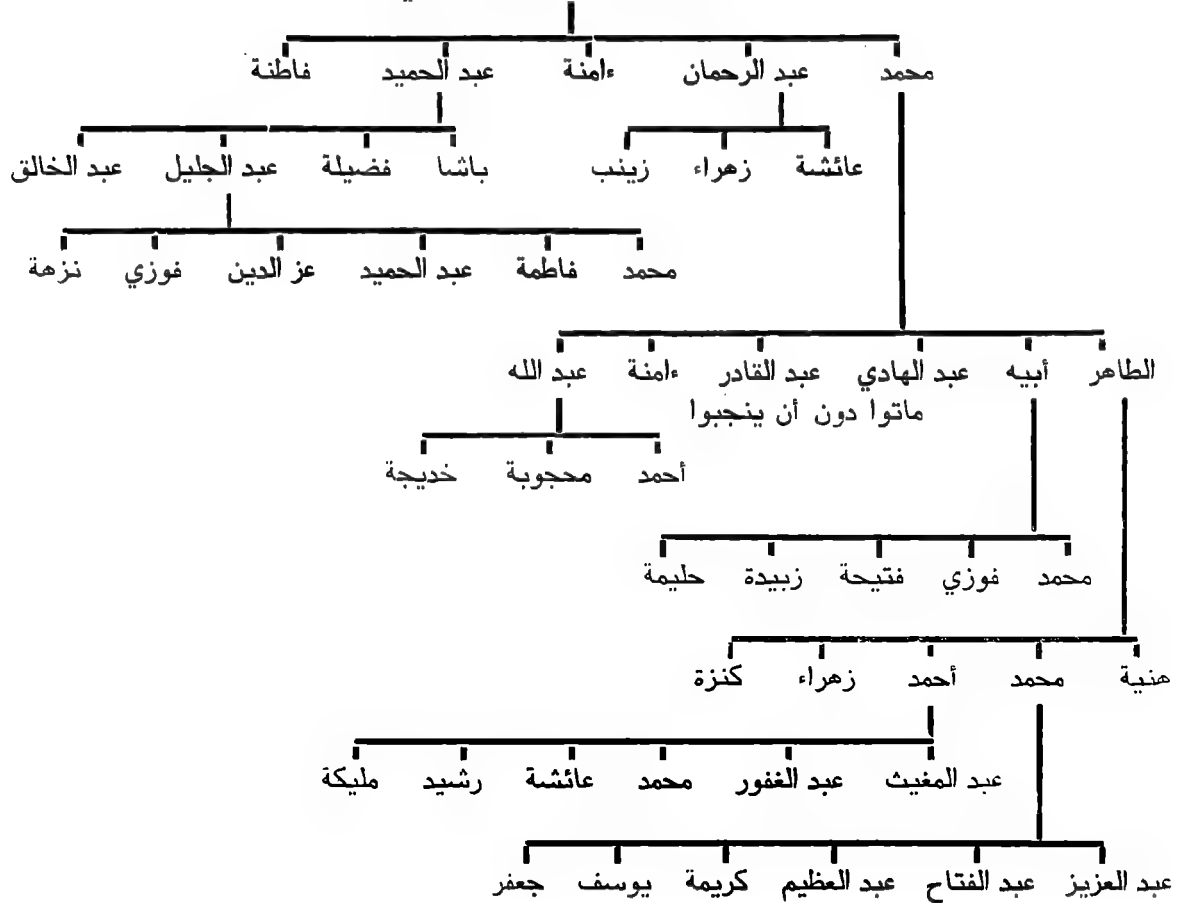 محمد عبد الرحمان ءامنة عبد الحميد فاطنة
عائشة زهراء زينب باشا فضيلة عبد الجليل عبد الخالق
محمد فاطمة عبد الحميد عز الدين فوزي نزهة
الطاهر أبيه عبد الهادي عبد القادر ءامنة عبد الله
ماتوا دون أن ينجبوا
أحمد محجوبة خديجة
محمد فوزي فتيحة زبيدة حليمة
هنية محمد أحمد زهراء كنزة
عبد المغيث عبد الغفور محمد عائشة رشيد مليكة
عبد العزيز عبد الفتاح عبد العظيم كريمة يوسف جعفر